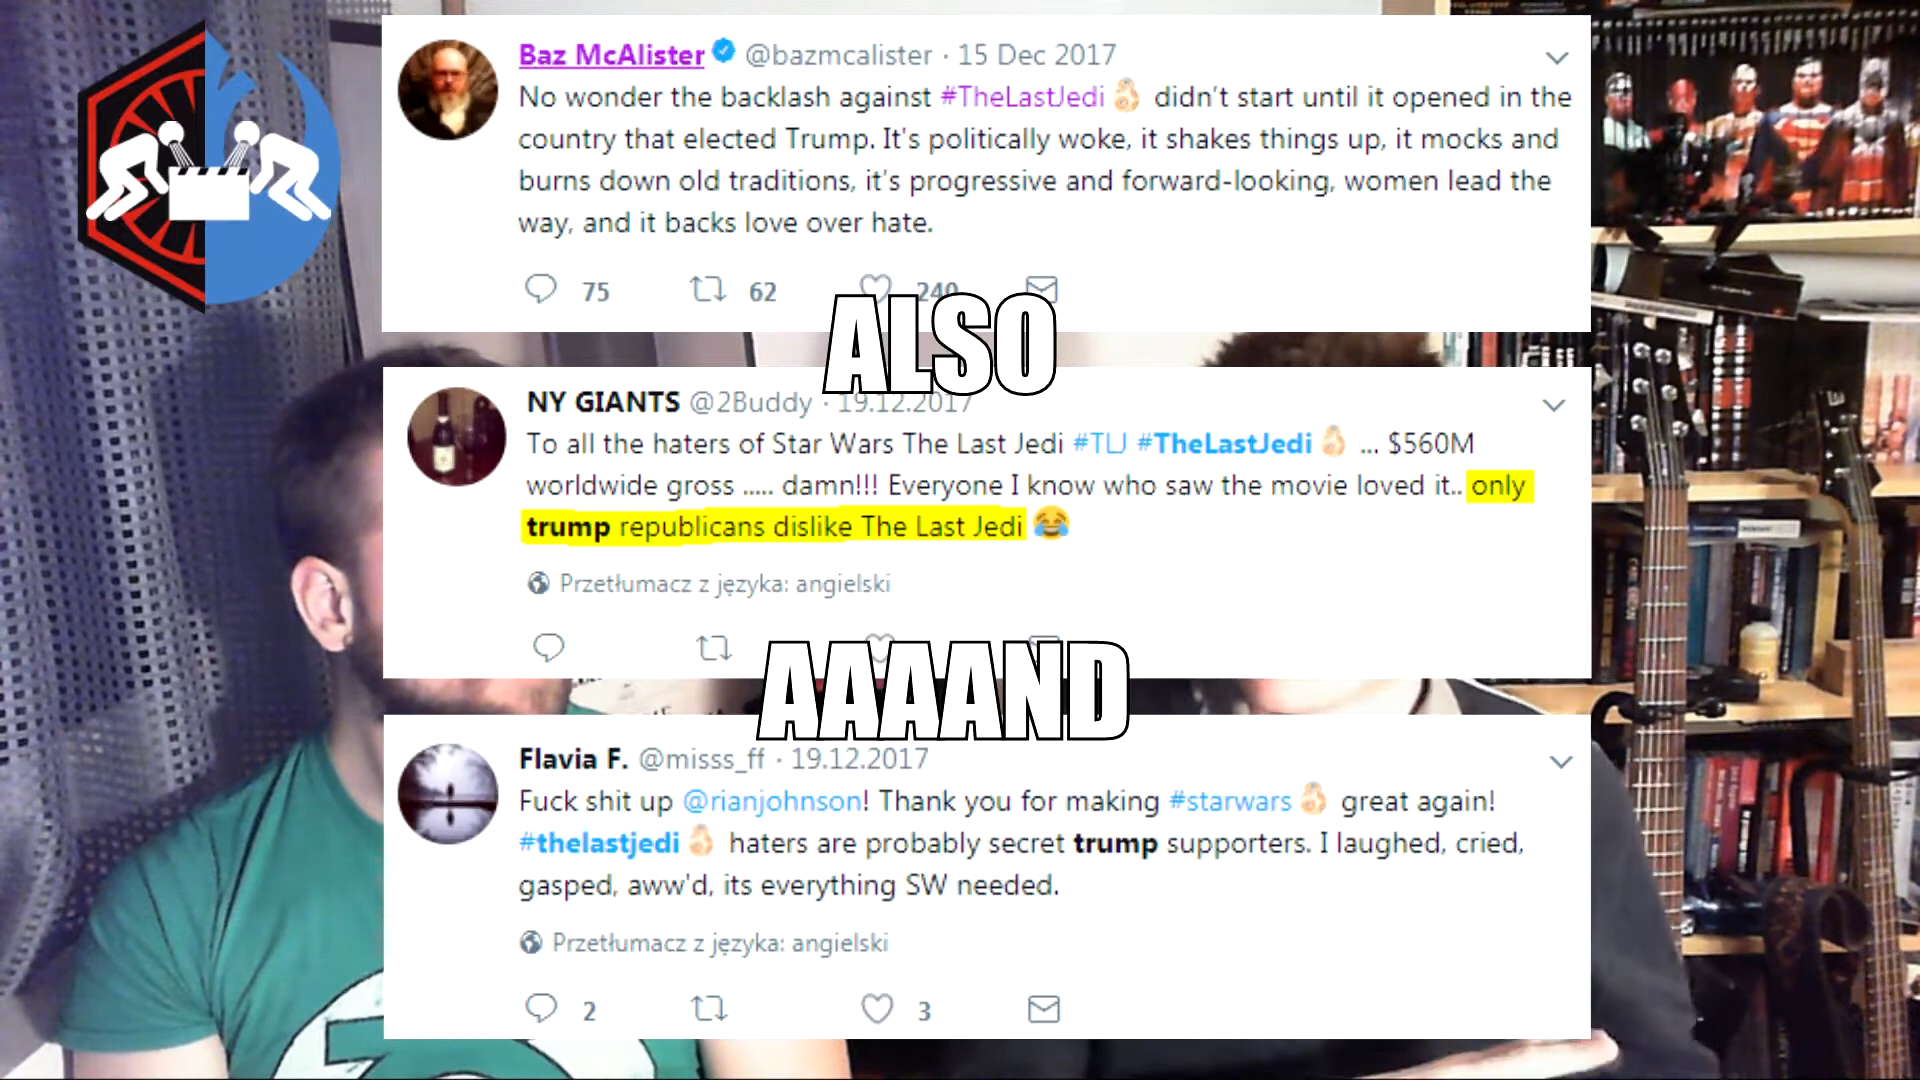 Baz McAlister @bazmcalister · 15 Dec 2017
No wonder the backlash against #TheLastJedi didn't start until it opened in the
country that elected Trump. It's politically woke, it shakes things up, it mocks and
burns down old traditions, it's progressive and forward-looking, women lead the
way, and it backs love over hate.
75 62 240
ALSO
NY GIANTS @2Buddy · 19.12.2017
To all the haters of Star Wars The Last Jedi #TLJ #TheLastJedi ... $560M
worldwide gross ..... damn!!! Everyone I know who saw the movie loved it.. only
trump republicans dislike The Last Jedi 😂
Przetłumacz z języka: angielski
AAAAND
Flavia F. @misss_ff · 19.12.2017
Fuck shit up @rianjohnson! Thank you for making #starwars great again!
#thelastjedi haters are probably secret trump supporters. I laughed, cried,
gasped, aww'd, its everything SW needed.
Przetłumacz z języka: angielski
2 3